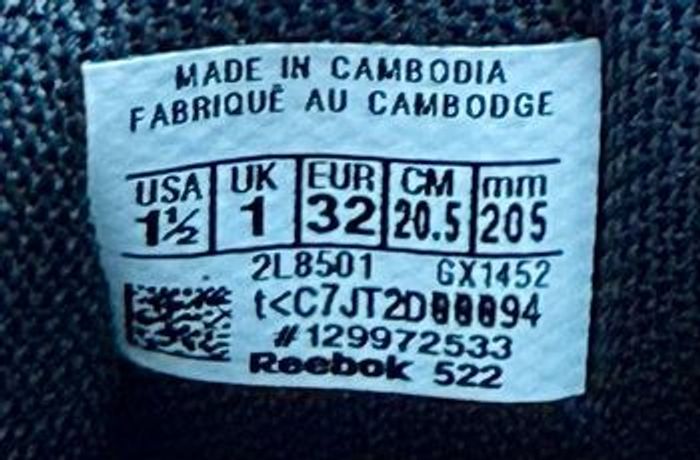 MADE IN CAMBODIA
FABRIQUÉ AU CAMBODGE
USA UK EUR CM mm
1½ 1 32 20.5 205
2L8501 GX1452
t<C7JT2D00094
#129972533
Reebok 522